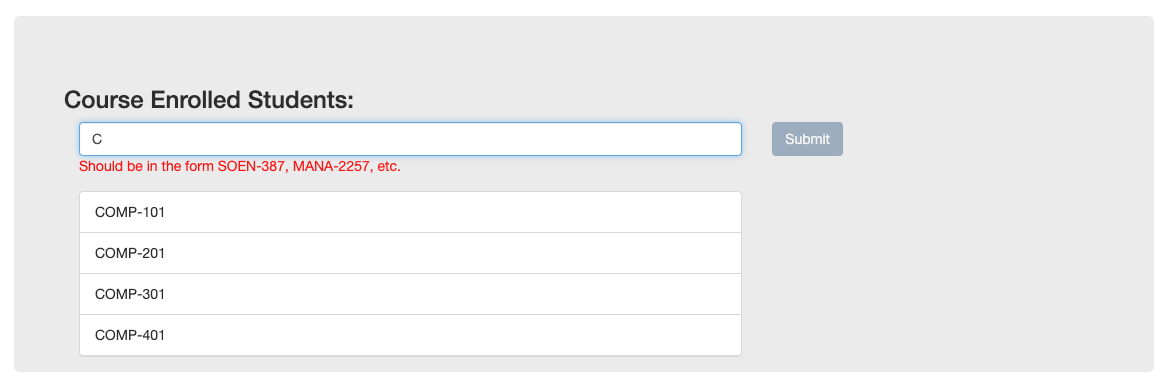 Course Enrolled Students:
C
Submit
Should be in the form SOEN-387, MANA-2257, etc.
COMP-101
COMP-201
COMP-301
COMP-401